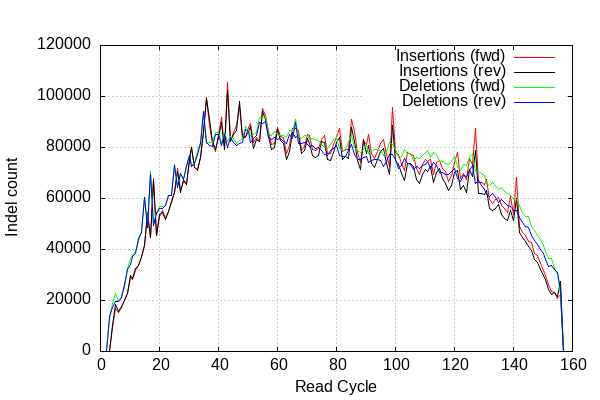 120000
100000
80000
60000
40000
20000
0
Indel count
Insertions (fwd)
Insertions (rev)
Deletions (fwd)
Deletions (rev)
0 20 40 60 80 100 120 140 160
Read Cycle